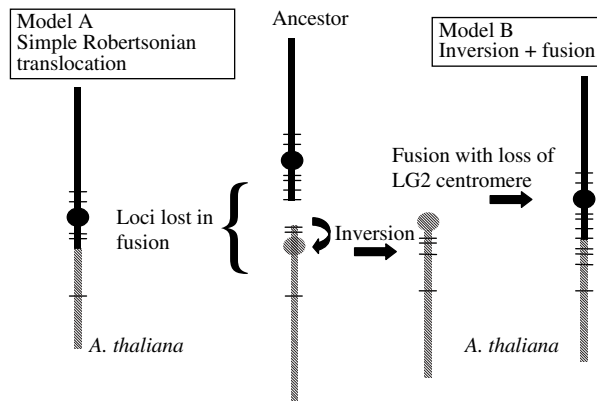 Model A
Simple Robertsonian
translocation
Ancestor
Model B
Inversion + fusion
Fusion with loss of
LG2 centromere
Loci lost in
fusion
Inversion
A. thaliana
A. thaliana